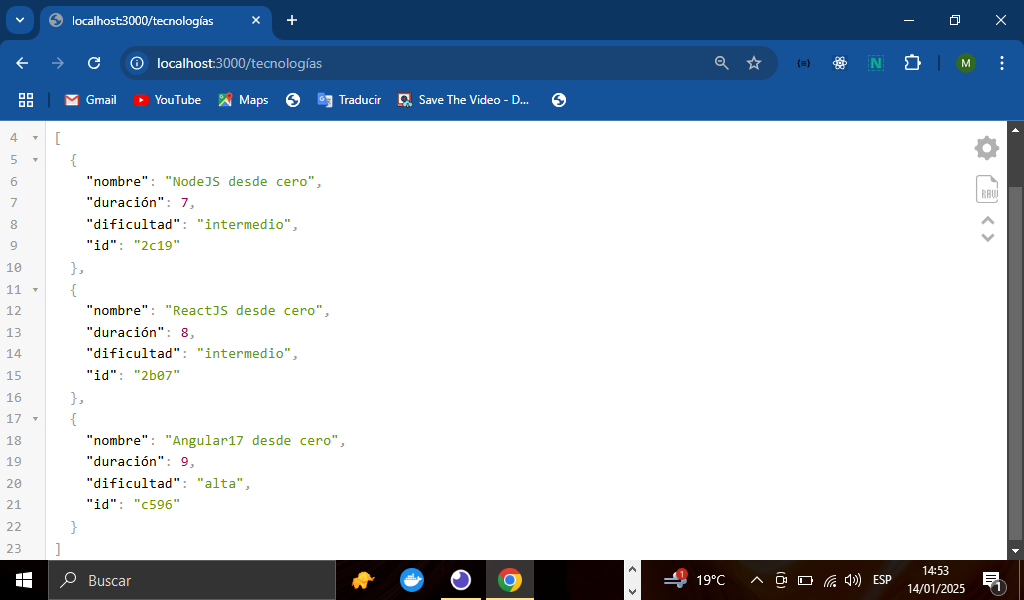 localhost:3000/tecnologías
localhost:3000/tecnologías
M
Gmail
YouTube
Maps
Traducir
Save The Video - D...
4 [
5 {
6 "nombre": "NodeJS desde cero",
7 "duración": 7,
8 "dificultad": "intermedio",
9 "id": "2c19"
10 },
11 {
12 "nombre": "ReactJS desde cero",
13 "duración": 8,
14 "dificultad": "intermedio",
15 "id": "2b07"
16 },
17 {
18 "nombre": "Angular17 desde cero",
19 "duración": 9,
20 "dificultad": "alta",
21 "id": "c596"
22 }
23 ]
RAW
Buscar
1
19°C
ESP
14:53
14/01/2025
1